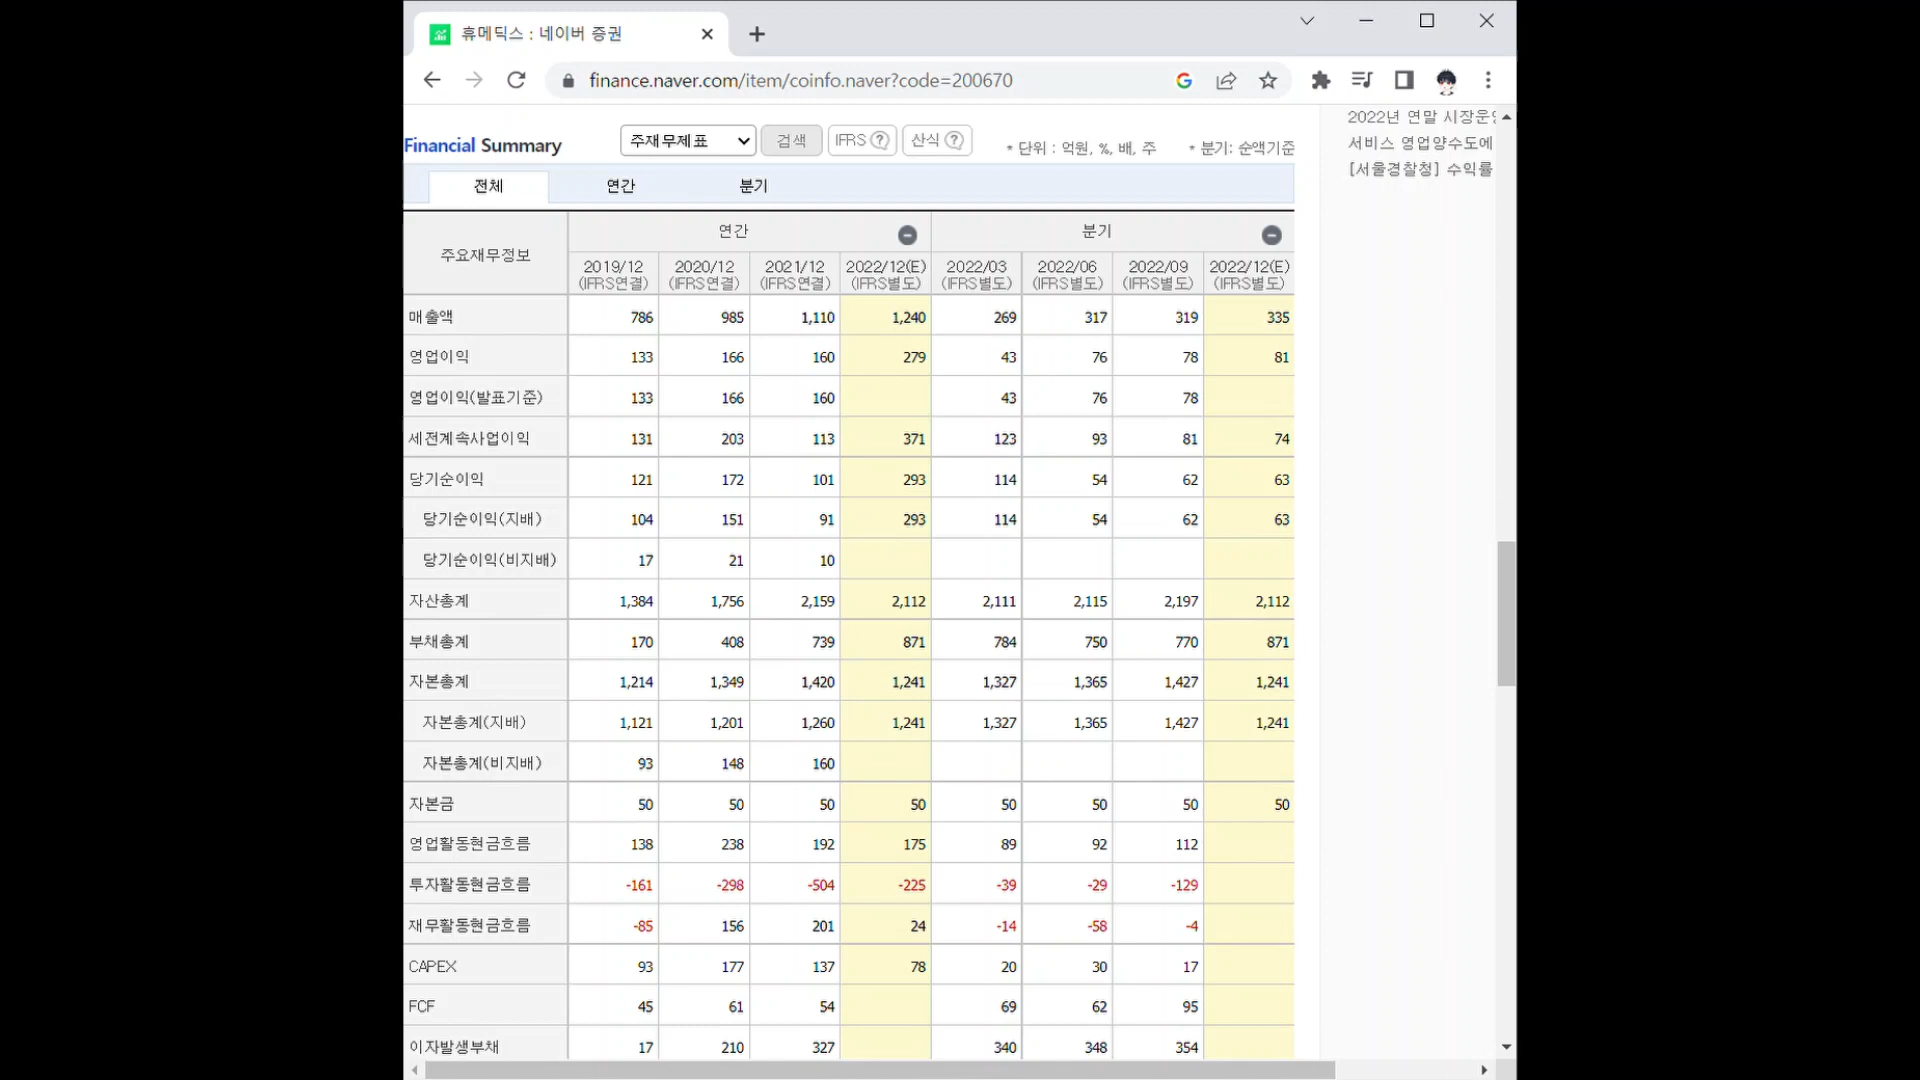 휴메딕스 : 네이버 증권
finance.naver.com/item/coinfo.naver?code=200670
2022년 연말 시장운영
서비스 영업양수도에
[서울경찰청] 수익률
Financial Summary 주재무제표 검색 IFRS ? 산식 ? * 단위 : 억원, %, 배, 주 * 분기: 순액기준
전체 연간 분기
주요재무정보 연간 분기
2019/12 2020/12 2021/12 2022/12(E) 2022/03 2022/06 2022/09 2022/12(E)
(IFRS연결) (IFRS연결) (IFRS연결) (IFRS별도) (IFRS별도) (IFRS별도) (IFRS별도) (IFRS별도)
매출액 786 985 1,110 1,240 269 317 319 335
영업이익 133 166 160 279 43 76 78 81
영업이익(발표기준) 133 166 160 43 76 78
세전계속사업이익 131 203 113 371 123 93 81 74
당기순이익 121 172 101 293 114 54 62 63
당기순이익(지배) 104 151 91 293 114 54 62 63
당기순이익(비지배) 17 21 10
자산총계 1,384 1,756 2,159 2,112 2,111 2,115 2,197 2,112
부채총계 170 408 739 871 784 750 770 871
자본총계 1,214 1,349 1,420 1,241 1,327 1,365 1,427 1,241
자본총계(지배) 1,121 1,201 1,260 1,241 1,327 1,365 1,427 1,241
자본총계(비지배) 93 148 160
자본금 50 50 50 50 50 50 50 50
영업활동현금흐름 138 238 192 175 89 92 112
투자활동현금흐름 -161 -298 -504 -225 -39 -29 -129
재무활동현금흐름 -85 156 201 24 -14 -58 -4
CAPEX 93 177 137 78 20 30 17
FCF 45 61 54 69 62 95
이자발생부채 17 210 327 340 348 354